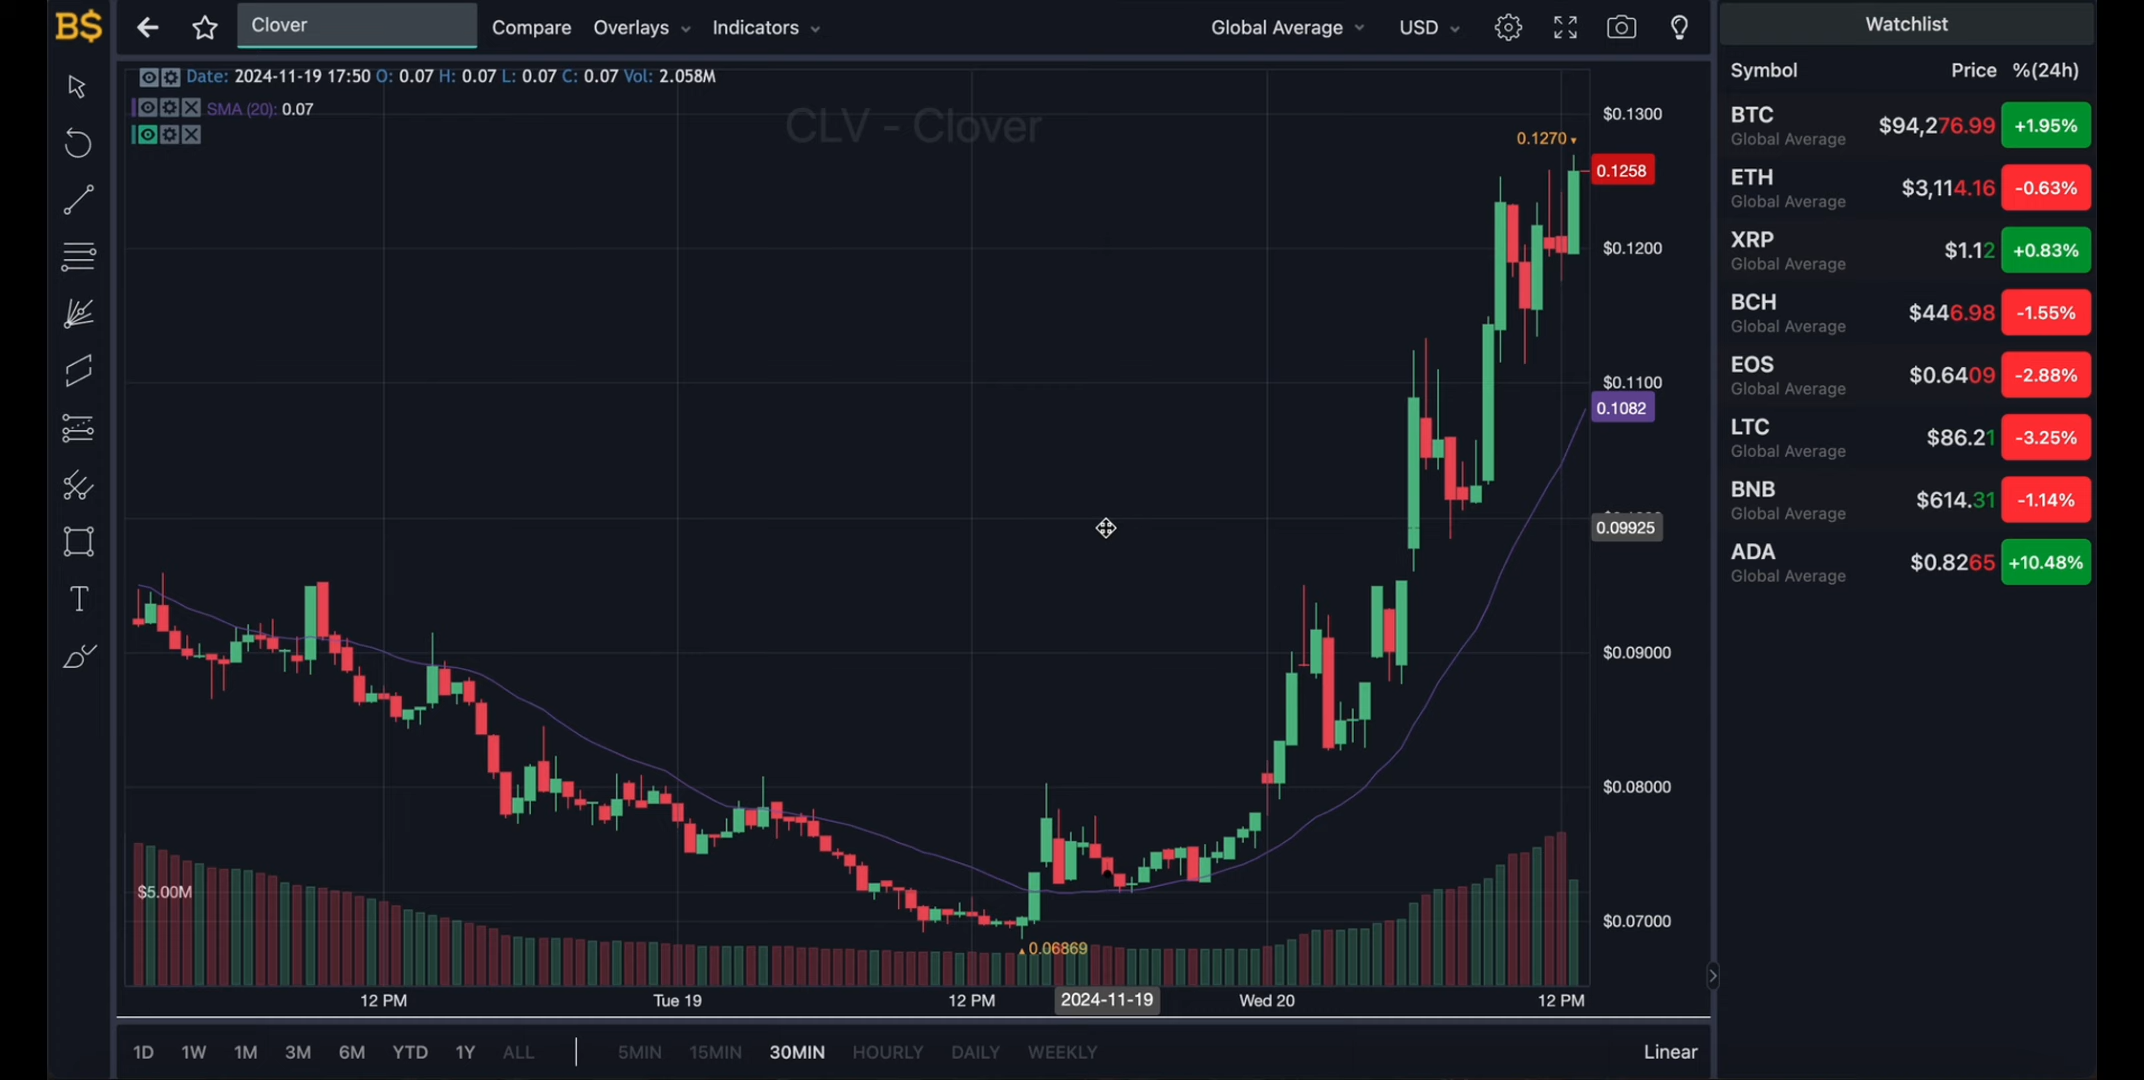 B$
Clover
Compare
Overlays
Indicators
Global Average
USD
Date: 2024-11-19 17:50 O: 0.07 H: 0.07 L: 0.07 C: 0.07 Vol: 2.058M
SMA (20): 0.07
CLV - Clover
0.1270
$0.1300
0.1258
$0.1200
$0.1100
0.1082
0.09925
$0.09000
$0.08000
$0.07000
$5.00M
0.06869
12 PM
Tue 19
12 PM
2024-11-19
Wed 20
12 PM
1D 1W 1M 3M 6M YTD 1Y ALL
5MIN 15MIN 30MIN HOURLY DAILY WEEKLY
Linear
T
Watchlist
Symbol Price %(24h)
BTC $94,276.99 +1.95%
Global Average
ETH $3,114.16 -0.63%
Global Average
XRP $1.12 +0.83%
Global Average
BCH $446.98 -1.55%
Global Average
EOS $0.6409 -2.88%
Global Average
LTC $86.21 -3.25%
Global Average
BNB $614.31 -1.14%
Global Average
ADA $0.8265 +10.48%
Global Average